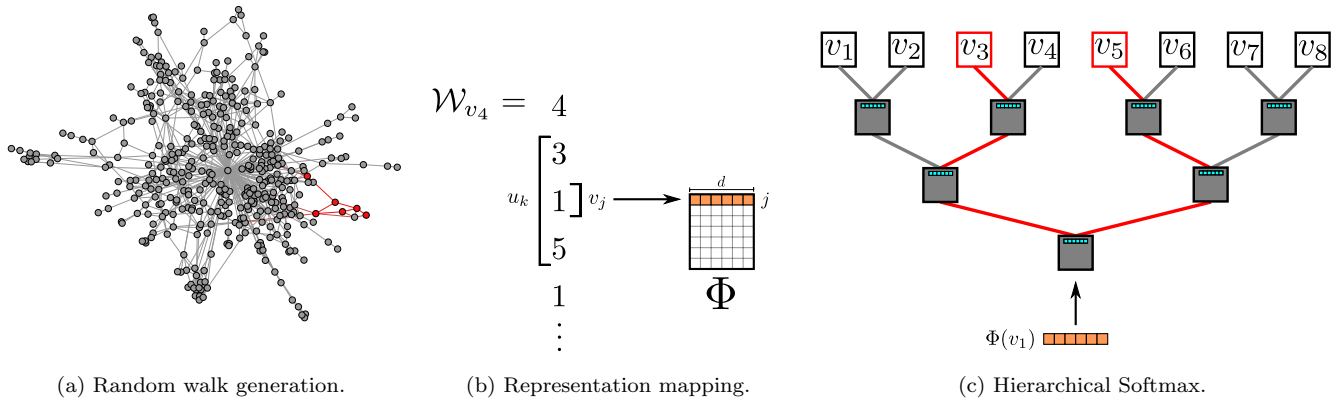 v₁ v₂ v₃ v₄ v₅ v₆ v₇ v₈
𝒲ᵥ₄ = 4
3
uₖ 1 vⱼ d j
5
Φ
1
⋮
Φ(v₁)
(a) Random walk generation.
(b) Representation mapping.
(c) Hierarchical Softmax.